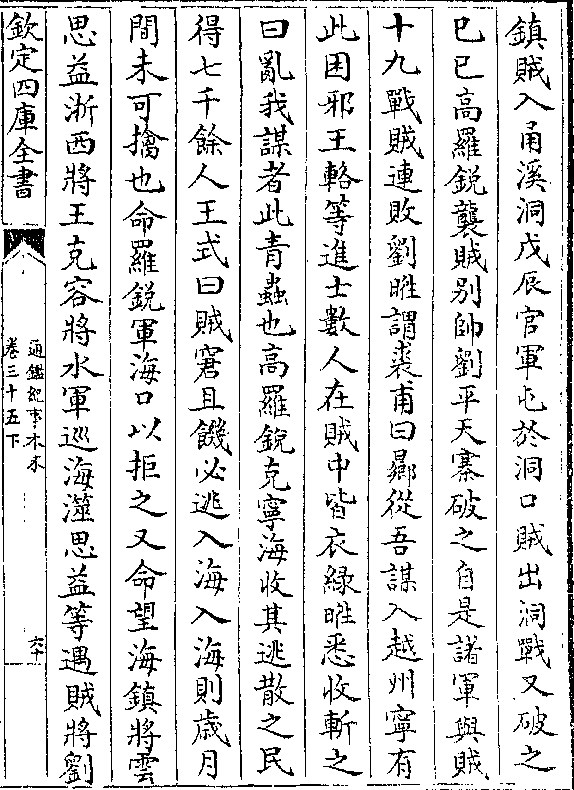 鎮賊入甬溪洞戊辰官軍屯於洞口賊出洞戰又破之
己巳高羅鋭襲賊别帥劉平天寨破之自是諸軍與賊
十九戰賊連敗劉暀謂裘甫曰曏從吾謀入越州寧有
此困邪王輅等進士數人在賊中皆衣緑暀悉收斬之
曰亂我謀者此青蟲也高羅鋭克寧海收其逃散之民
得七千餘人王式曰賊窘且饑必逃入海入海則歳月
間未可擒也命羅鋭軍海口以拒之又命望海鎮將雲
思益浙西將王克容將水軍巡海澨思益等遇賊將劉
欽定四庫全書
通鑑紀事本末
卷三十五下
六十